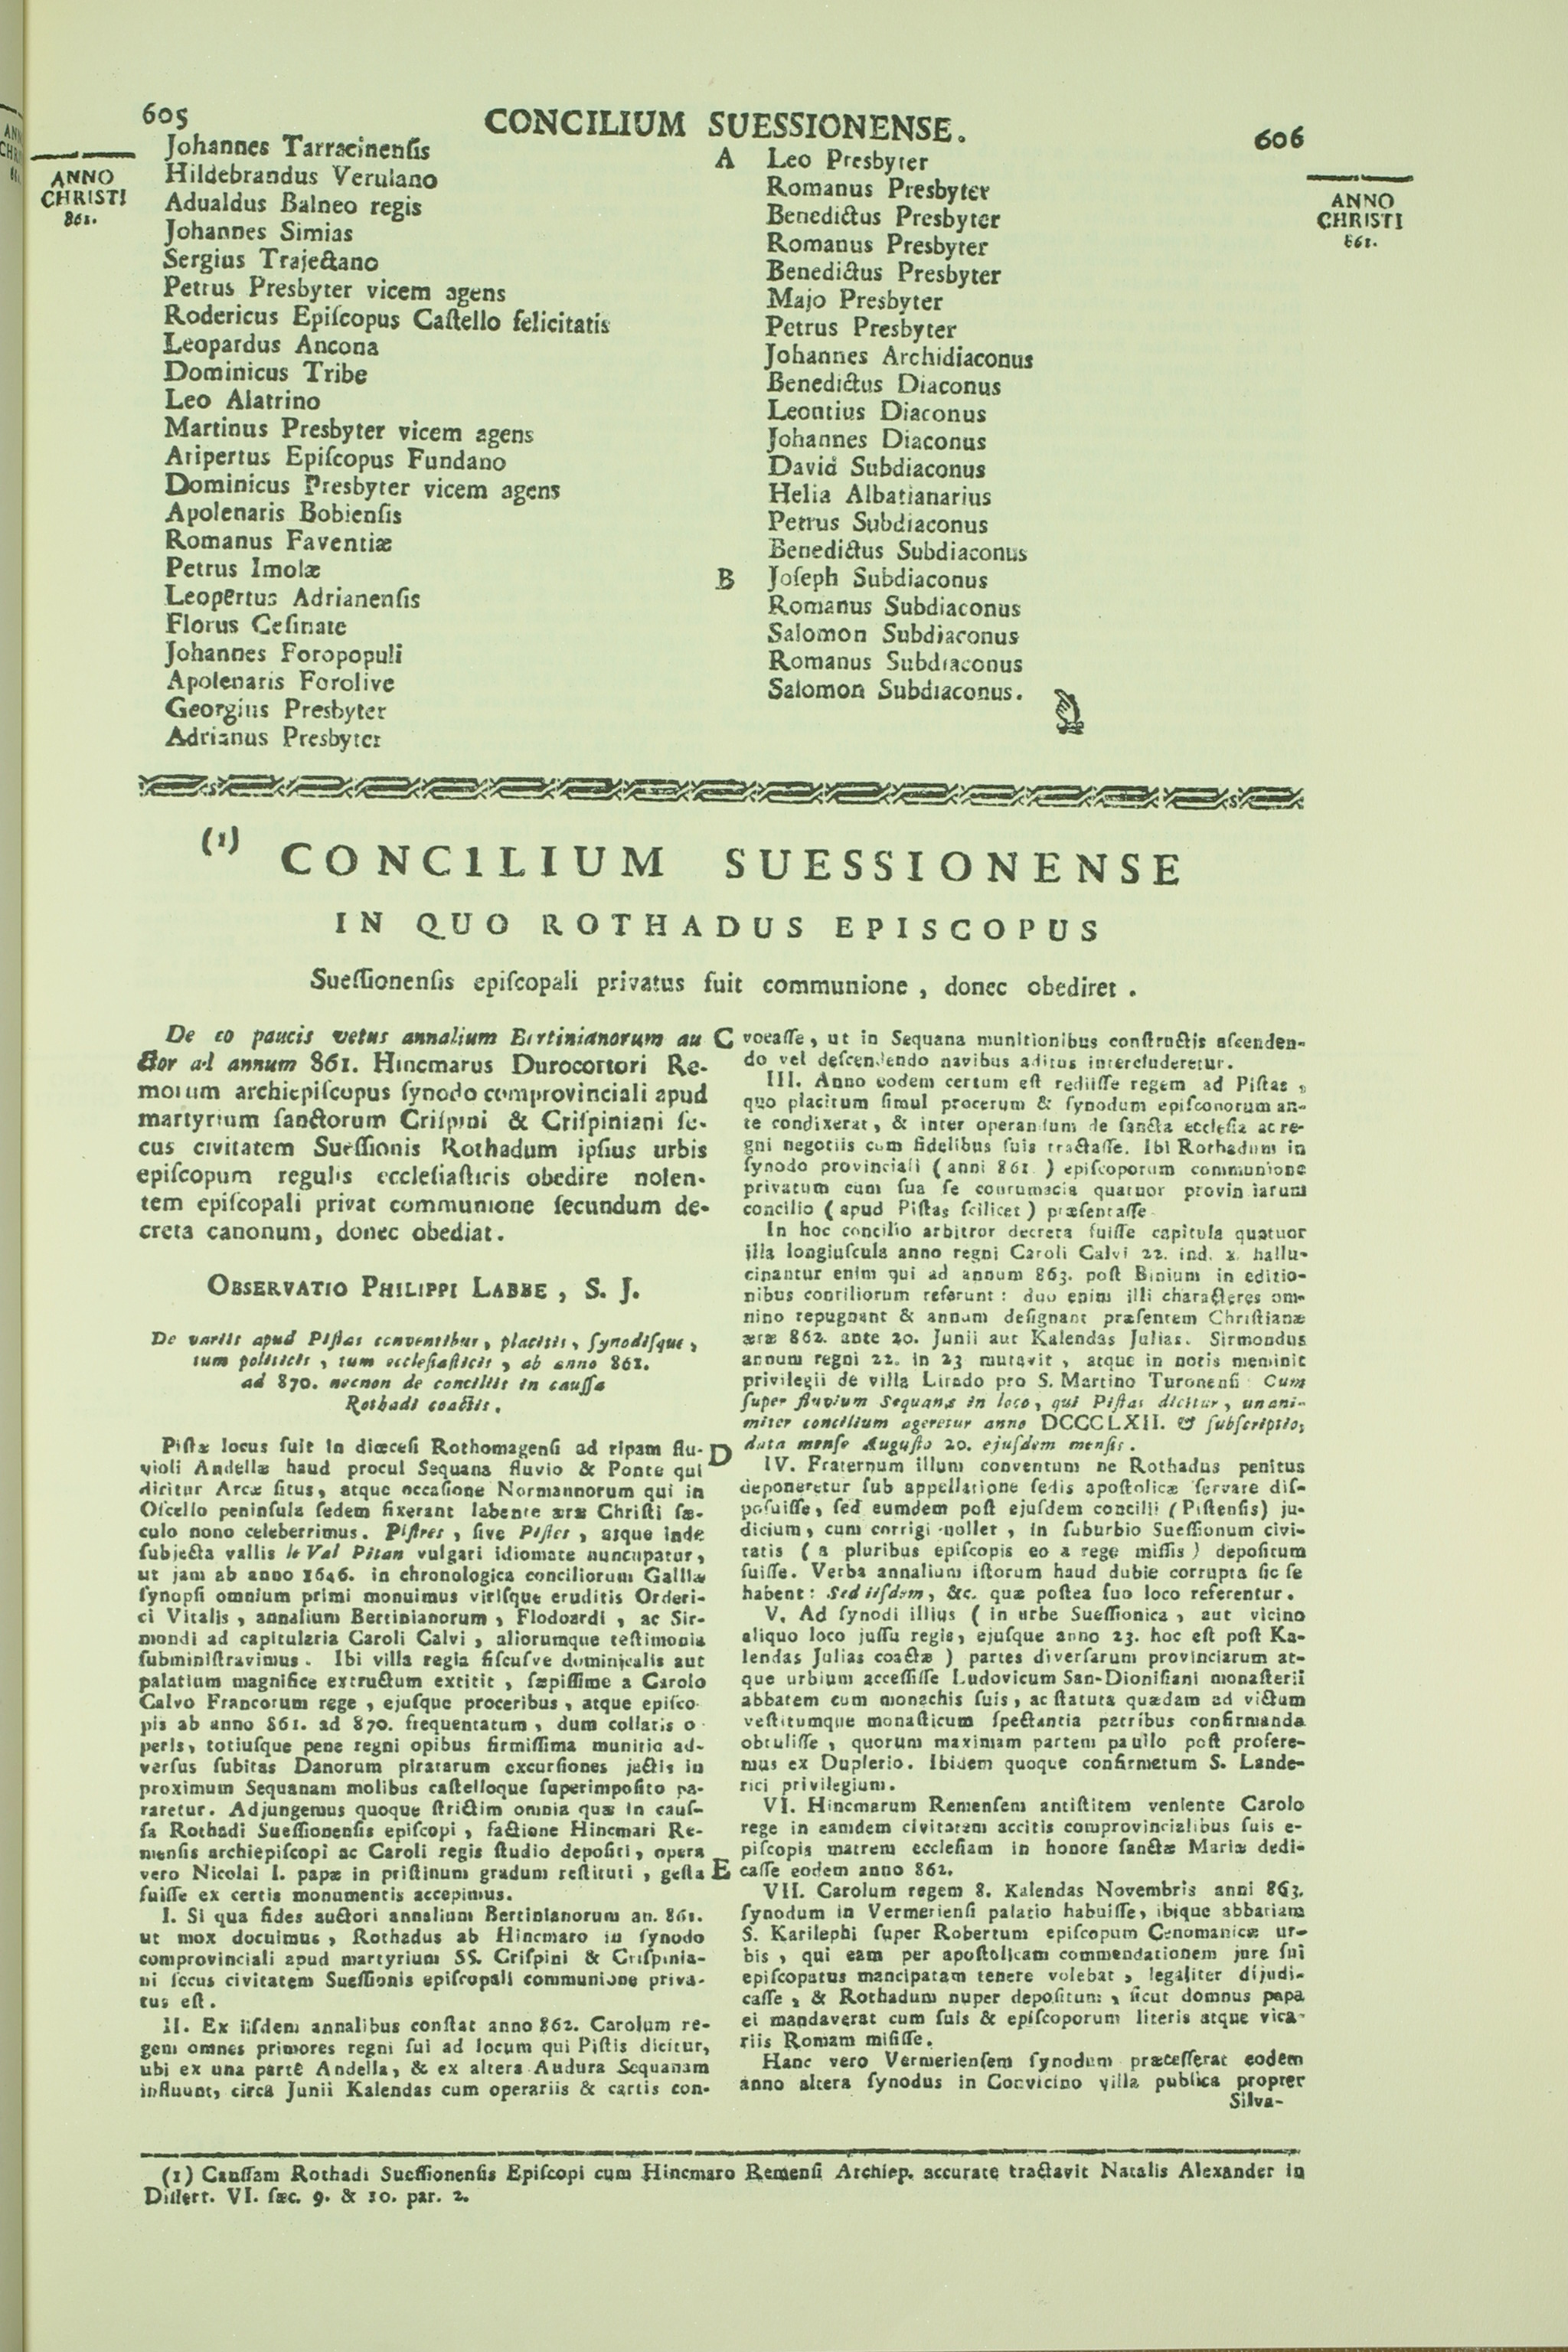 605
CONCILIUM SUESSIONENSE.
606
ANNO
CHRISTI
861.
Johannes Tarracinenſis
Hildebrandus Verulano
Adualdus Balneo regis
Johannes Simias
Sergius Trajectano
Petrus Presbyter vicem agens
Rodericus Epiſcopus Caſtello felicitatis
Leopardus Ancona
Dominicus Tribe
Leo Alatrino
Martinus Presbyter vicem agens
Aripertus Epiſcopus Fundano
Dominicus Presbyter vicem agens
Apolenaris Bobienſis
Romanus Faventiæ
Petrus Imolæ
Leopertus Adrianenſis
Florus Ceſinate
Johannes Foropopuli
Apolenaris Forolive
Georgius Presbyter
Adrianus Presbyter
A
Leo Presbyter
Romanus Presbyter
Benedictus Presbyter
Romanus Presbyter
Benedictus Presbyter
Majo Presbyter
Petrus Presbyter
Johannes Archidiaconus
Benedictus Diaconus
Leontius Diaconus
Johannes Diaconus
David Subdiaconus
Helia Albatianarius
Petrus Subdiaconus
Benedictus Subdiaconus
B
Joſeph Subdiaconus
Romanus Subdiaconus
Salomon Subdiaconus
Romanus Subdiaconus
Salomon Subdiaconus.
ANNO
CHRISTI
861.
(1) CONCILIUM SUESSIONENSE
IN QUO ROTHADUS EPISCOPUS
Sueſſionenſis epiſcopali privatus fuit communione, donec obediret.
De eo paucis vetus annalium Bertinianorum au
ctor ad annum 861. Hincmarus Durocortori Re-
morum archiepiſcopus ſynodo comprovinciali apud
martyrium ſanctorum Criſpini & Criſpiniani ſe-
cus civitatem Sueſſionis Rothadum ipſius urbis
epiſcopum regulis eccleſiaſticis obedire nolen-
tem epiſcopali privat communione ſecundum de-
creta canonum, donec obediat.
OBSERVATIO PHILIPPI LABBE, S. J.
De variis apud Piſtas conventibus, placitis, ſynodiſque,
tum politicis, tum eccleſiaſticis, ab anno 861.
ad 870. necnon de conciliis in cauſſa
Rothadi coactis.
Piſtæ locus fuit in diœceſi Rothomagenſi ad ripam flu-
violi Andellæ haud procul Sequana fluvio & Ponte qui
dicitur Arcæ ſitus, atque occaſione Normannorum qui in
Oſcello peninſula ſedem fixerant labente æræ Chriſti ſæ-
culo nono celeberrimus. Piſtres, ſive Piſtes, atque inde
ſubjecta vallis le Val Pitan vulgari idiomate nuncupatur,
ut jam ab anno 1646. in chronologica conciliorum Galliæ
ſynopſi omnium primi monuimus viriſque eruditis Orderi-
ci Vitalis, annalium Bertinianorum, Flodoardi, ac Sir-
mondi ad capitularia Caroli Calvi, aliorumque teſtimonia
ſubminiſtravimus. Ibi villa regia fiſcuſve dominicalis aut
palatium magnifice extructum extitit, ſæpiſſime a Carolo
Calvo Francorum rege, ejuſque proceribus, atque epiſco-
pis ab anno 861. ad 870. frequentatum, dum collatis o-
peris, totiuſque pene regni opibus firmiſſima munitio ad-
verſus ſubitas Danorum piratarum excurſiones jactis in
proximum Sequanam molibus caſtelloque ſuperimpoſito pa-
raretur. Adjungemus quoque ſtrictim omnia quæ in cauſ-
ſa Rothadi Sueſſionenſis epiſcopi, factione Hincmari Re-
menſis archiepiſcopi ac Caroli regis ſtudio depoſiti, opera
vero Nicolai I. papæ in priſtinum gradum reſtituti, geſta
fuiſſe ex certis monumentis accepimus.
I. Si qua fides auctori annalium Bertinianorum an. 861.
ut mox docuimus, Rothadus ab Hincmaro in ſynodo
comprovinciali apud martyrium SS. Criſpini & Criſpinia-
ni ſecus civitatem Sueſſionis epiſcopali communione priva-
tus eſt.
II. Ex iiſdem annalibus conſtat anno 862. Carolum re-
gem omnes primores regni ſui ad locum qui Piſtis dicitur,
ubi ex una parte Andella, & ex altera Audura Sequanam
influunt, circa Junii Kalendas cum operariis & cartis con-
C
vocaſſe, ut in Sequana munitionibus conſtructis aſcenden-
do vel deſcendendo navibus aditus intercluderetur.
III. Anno eodem certum eſt rediiſſe regem ad Piſtas,
quo placitum ſimul procerum & ſynodum epiſcoporum an-
te condixerat, & inter operandum de ſancta eccleſia ac re-
gni negotiis cum fidelibus ſuis tractaſſe. Ibi Rothadum in
ſynodo provinciali (anni 861.) epiſcoporum communione
privatum cum ſua ſe contumacia quatuor provinciarum
concilio (apud Piſtas ſcilicet) præſentaſſe
In hoc concilio arbitror decreta fuiſſe capitula quatuor
illa longiuſcula anno regni Caroli Calvi 22. ind. x. hallu-
cinantur enim qui ad annum 863. poſt Binium in editio-
nibus conciliorum referunt: duo enim illi characteres om-
nino repugnant & annum deſignant præſentem Chriſtianæ
æræ 862. ante 20. Junii aut Kalendas Julias. Sirmondus
annum regni 22. in 23 mutavit, atque in notis meminit
privilegii de villa Lirado pro S. Martino Turonenſi Cum
ſuper fluvium Sequanæ in loco, qui Piſtas dicitur, unani-
miter concilium ageretur anno DCCCLXII. & ſubſcriptio,
D
data menſe Auguſto 20. ejuſdem menſis.
IV. Fraternum illum conventum ne Rothadus penitus
deponeretur ſub appellatione ſedis apoſtolicæ ſervare diſ-
poſuiſſe, ſed eumdem poſt ejuſdem concilii (Piſtenſis) ju-
dicium, cum corrigi nollet, in ſuburbio Sueſſionum civi-
tatis (a pluribus epiſcopis eo a rege miſſis) depoſitum
fuiſſe. Verba annalium iſtorum haud dubie corrupta ſic ſe
habent: Sed iiſdem, &c. quæ poſtea ſuo loco referentur.
V. Ad ſynodi illius (in urbe Sueſſionica, aut vicino
aliquo loco juſſu regis, ejuſque anno 23. hoc eſt poſt Ka-
lendas Julias coactæ) partes diverſarum provinciarum at-
que urbium acceſſiſſe Ludovicum San-Dioniſiani monaſterii
abbatem cum monachis ſuis, ac ſtatuta quædam ad victum
veſtitumque monaſticum ſpectantia patribus confirmanda
obtuliſſe, quorum maximam partem paullo poſt profere-
mus ex Duplerio. Ibidem quoque confirmetum S. Lande-
rici privilegium.
VI. Hincmarum Remenſem antiſtitem veniente Carolo
rege in eamdem civitatem accitis comprovincialibus ſuis e-
piſcopis matrem eccleſiam in honore ſanctæ Mariæ dedi-
E
caſſe eodem anno 862.
VII. Carolum regem 8. Kalendas Novembris anni 863.
ſynodum in Vermerienſi palatio habuiſſe, ibique abbatiam
S. Karilephi ſuper Robertum epiſcopum Cenomanicæ ur-
bis, qui eam per apoſtolicam commendationem jure ſui
epiſcopatus mancipatam tenere volebat, legaliter dijudi-
caſſe, & Rothadum nuper depoſitum, ſicut domnus papa
ei mandaverat cum ſuis & epiſcoporum literis atque vica-
riis Romam miſiſſe.
Hanc vero Vermerienſem ſynodum præceſſerat eodem
anno altera ſynodus in Convicino villa publica propter
Silva-
(1) Cauſſam Rothadi Sueſſionenſis Epiſcopi cum Hincmaro Remenſi Archiep. accurate tractavit Natalis Alexander in
Diſſert. VI. ſæc. 9. & 10. par. 2.